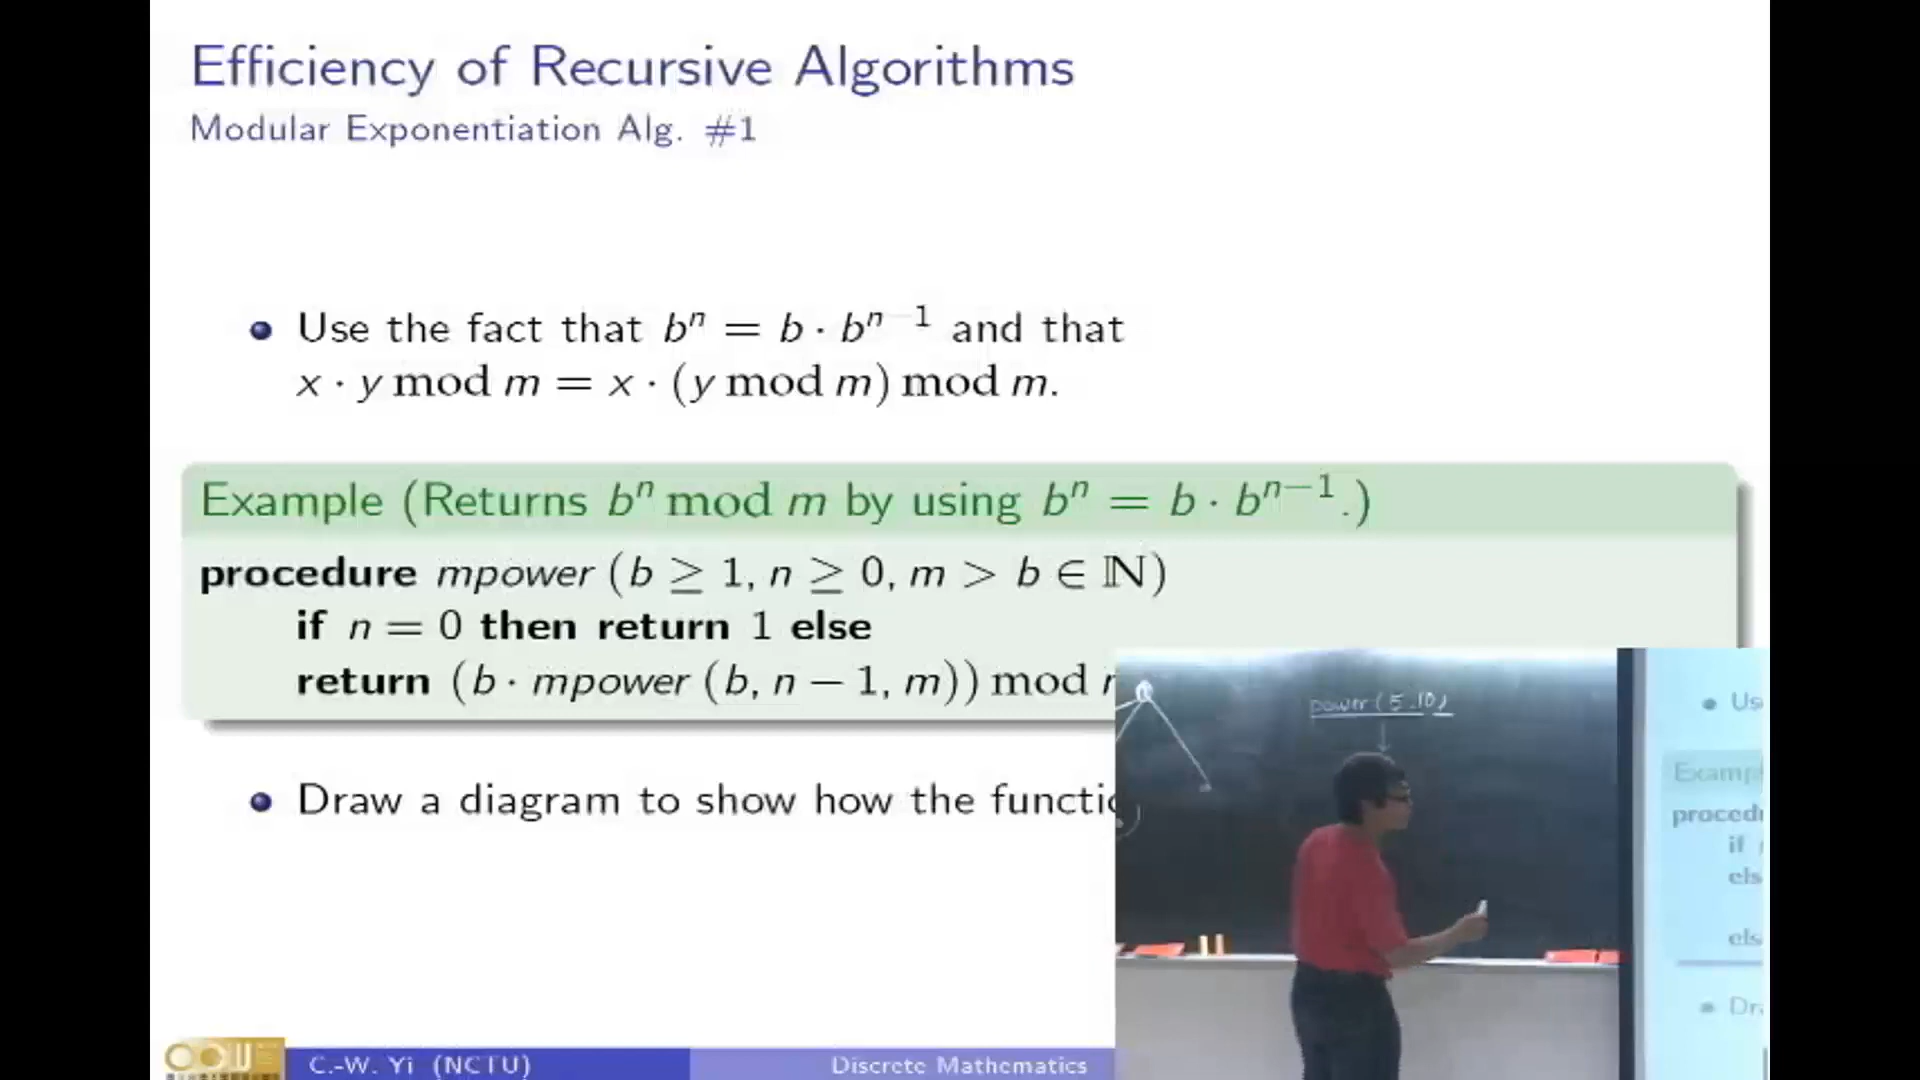 Efficiency of Recursive Algorithms
Modular Exponentiation Alg. #1
Use the fact that bⁿ = b · bⁿ⁻¹ and that
x · y mod m = x · (y mod m) mod m.
Example (Returns bⁿ mod m by using bⁿ = b · bⁿ⁻¹.)
procedure mpower (b ≥ 1, n ≥ 0, m > b ∈ ℕ)
if n = 0 then return 1 else
return (b · mpower (b, n − 1, m)) mod
Draw a diagram to show how the
power(5,10)
Us
Examp
proced
if
els
els
Dr
OCW
C.-W. Yi (NCTU)
Discrete Mathematics